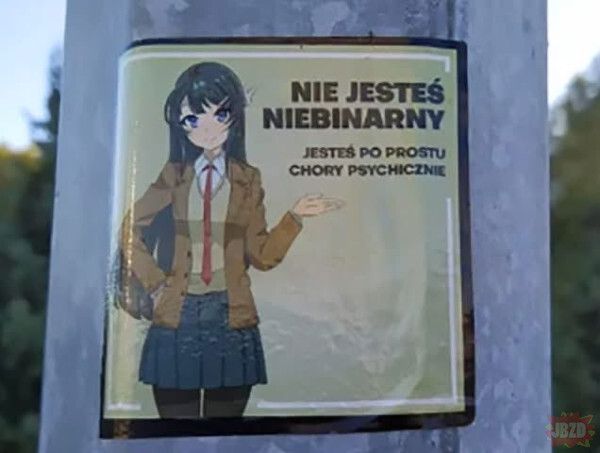 NIE JESTEŚ
NIEBINARNY
JESTEŚ PO PROSTU
CHORY PSYCHICZNIE
JBZD